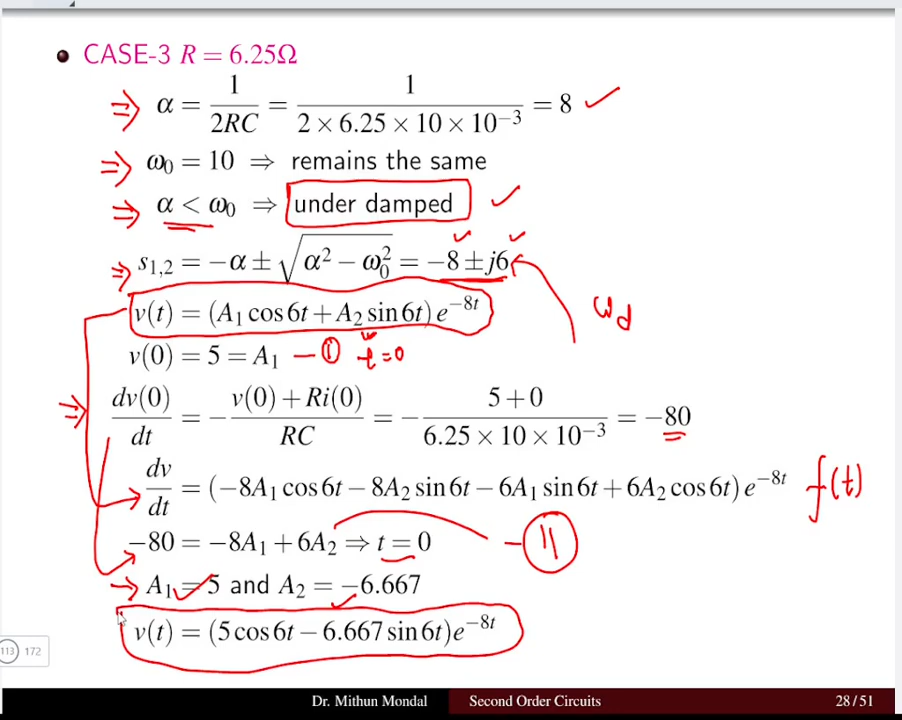 • CASE-3 R = 6.25Ω
⇒ α = 1/2RC = 1/(2 × 6.25 × 10 × 10⁻³) = 8 ✓
⇒ ω₀ = 10 ⇒ remains the same
⇒ α < ω₀ ⇒ under damped ✓
⇒ s₁,₂ = −α ± √(α² − ω₀²) = −8 ± j6
ω_d
v(t) = (A₁ cos 6t + A₂ sin 6t) e⁻⁸ᵗ
v(0) = 5 = A₁ — ① t=0
⇒ dv(0)/dt = −(v(0) + Ri(0))/RC = −(5 + 0)/(6.25 × 10 × 10⁻³) = −80
dv/dt = (−8A₁ cos 6t − 8A₂ sin 6t − 6A₁ sin 6t + 6A₂ cos 6t) e⁻⁸ᵗ f(t)
−80 = −8A₁ + 6A₂ ⇒ t = 0 — 11
→ A₁ = 5 and A₂ = −6.667
v(t) = (5 cos 6t − 6.667 sin 6t)e⁻⁸ᵗ
113 172
Dr. Mithun Mondal Second Order Circuits 28/51